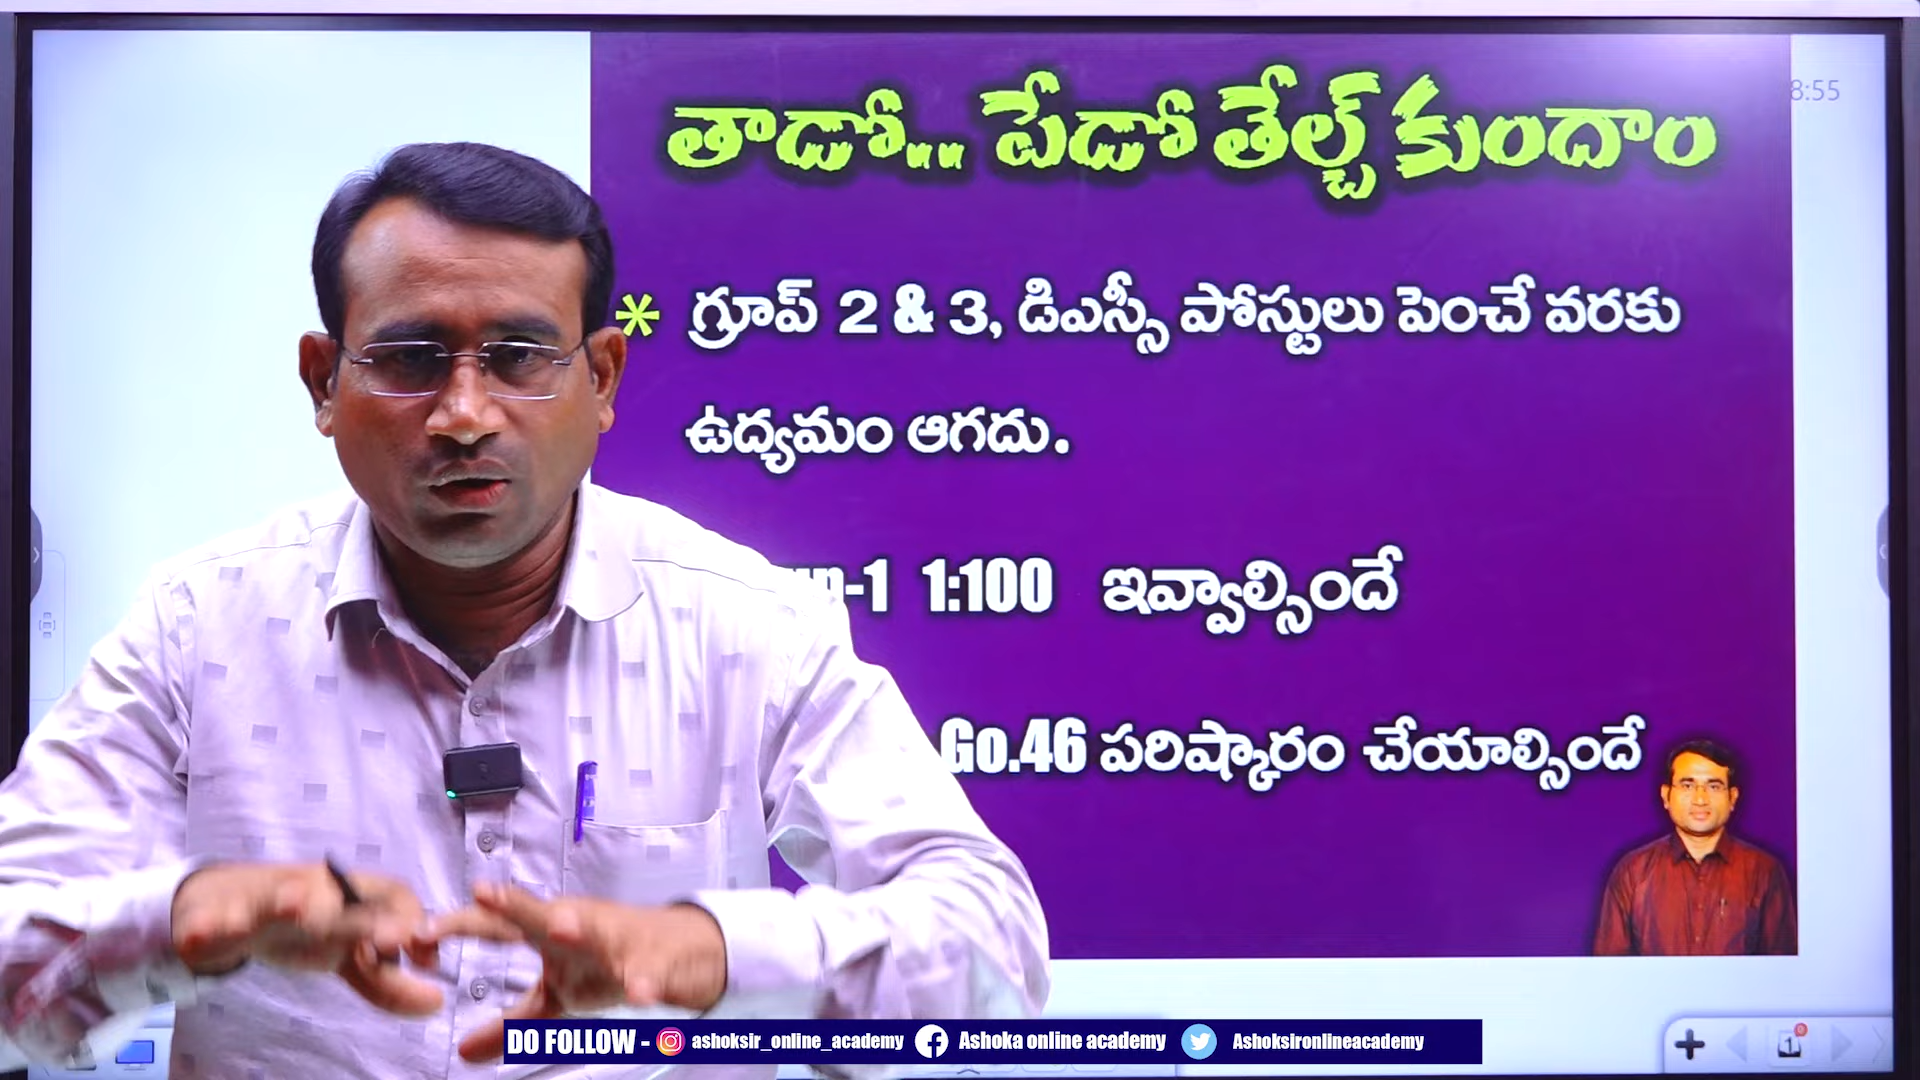 8:55
తాడో.. పేడో తేల్చ్ కుందాం
* గ్రూప్ 2 & 3, డిఎస్సీ పోస్టులు పెంచే వరకు
ఉద్యమం ఆగదు.
-1 1:100 ఇవ్వాల్సిందే
Go.46 పరిష్కారం చేయాల్సిందే
DO FOLLOW - ashoksir_online_academy Ashoka online academy Ashoksironlineacademy
1